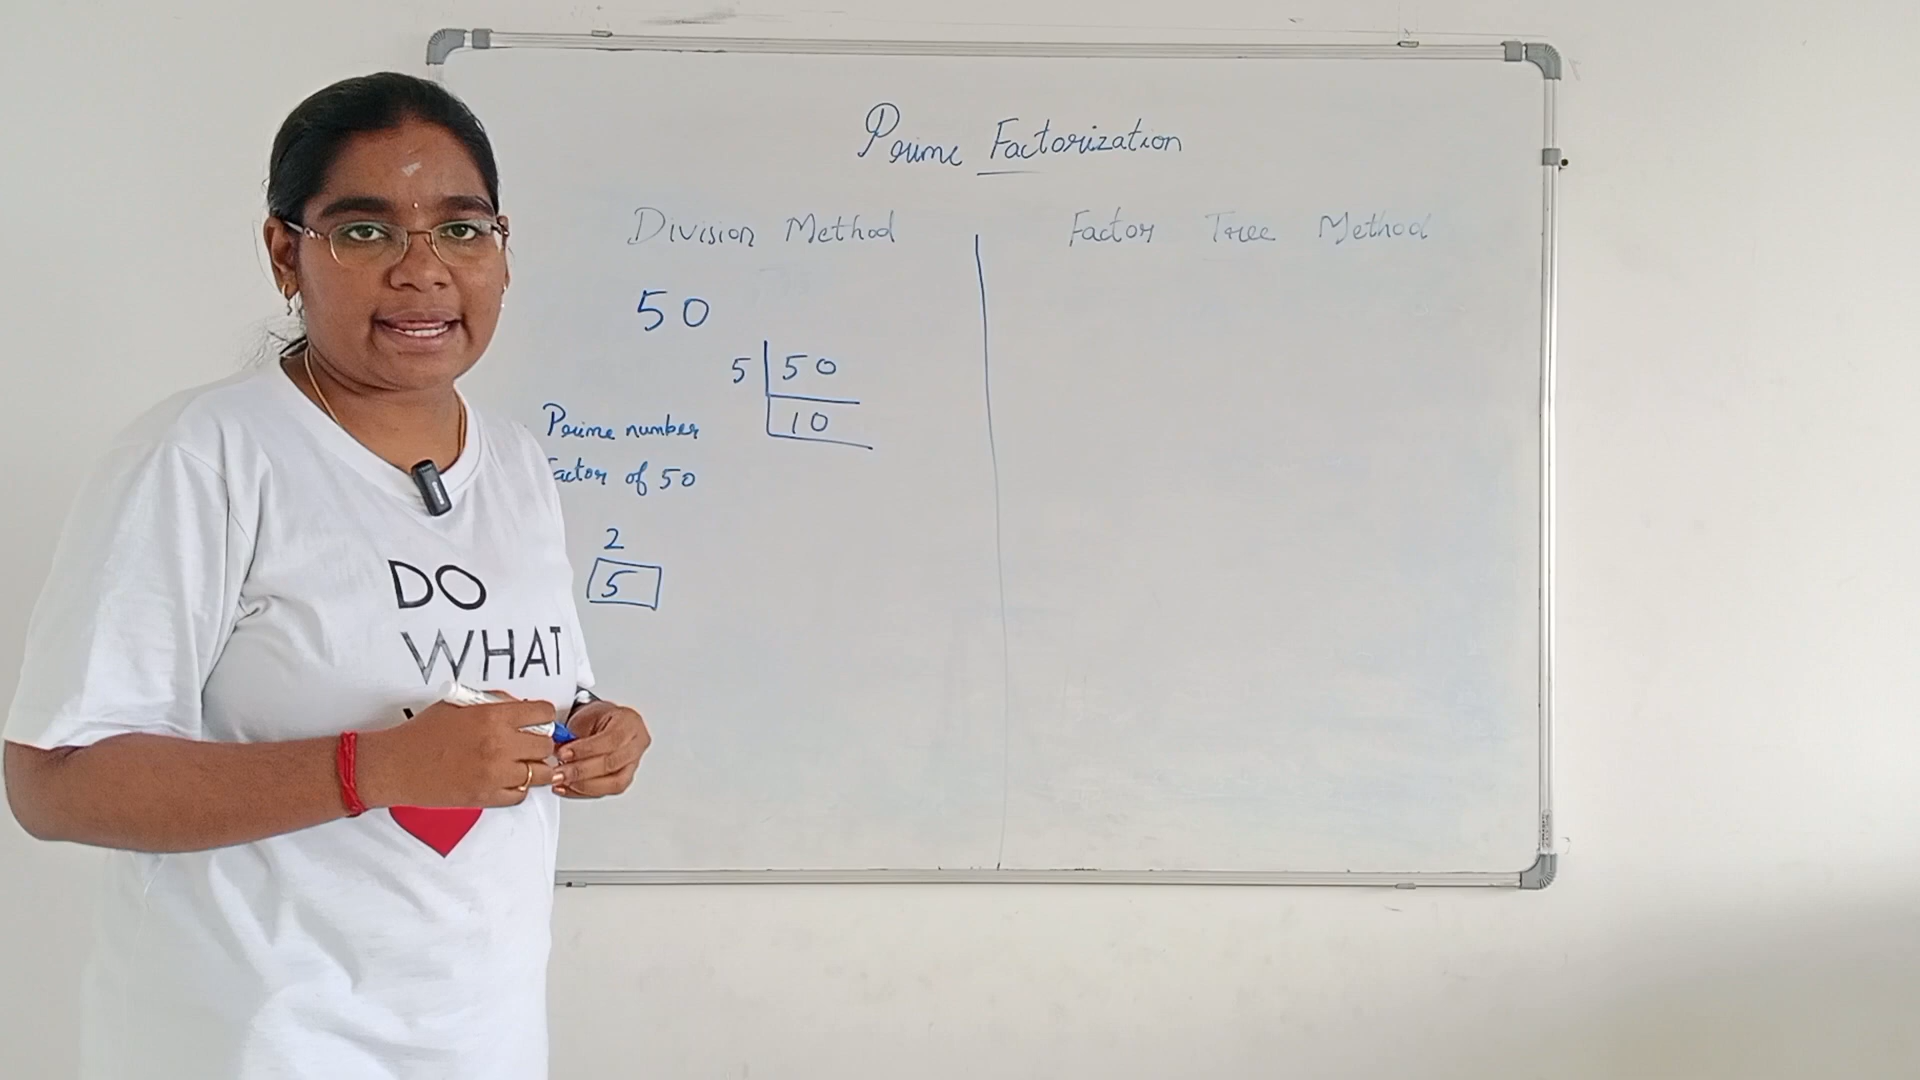 Prime Factorization
Division Method
Factor Tree Method
50
5 50
10
Prime number
factor of 50
2
5
DO
WHAT